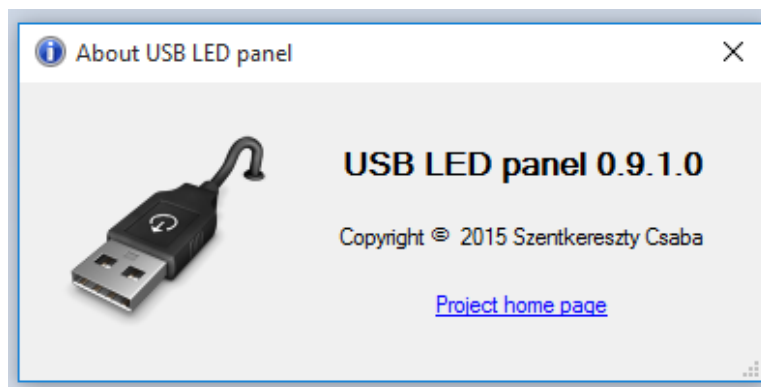 About USB LED panel
USB LED panel 0.9.1.0
Copyright © 2015 Szentkereszty Csaba
Project home page